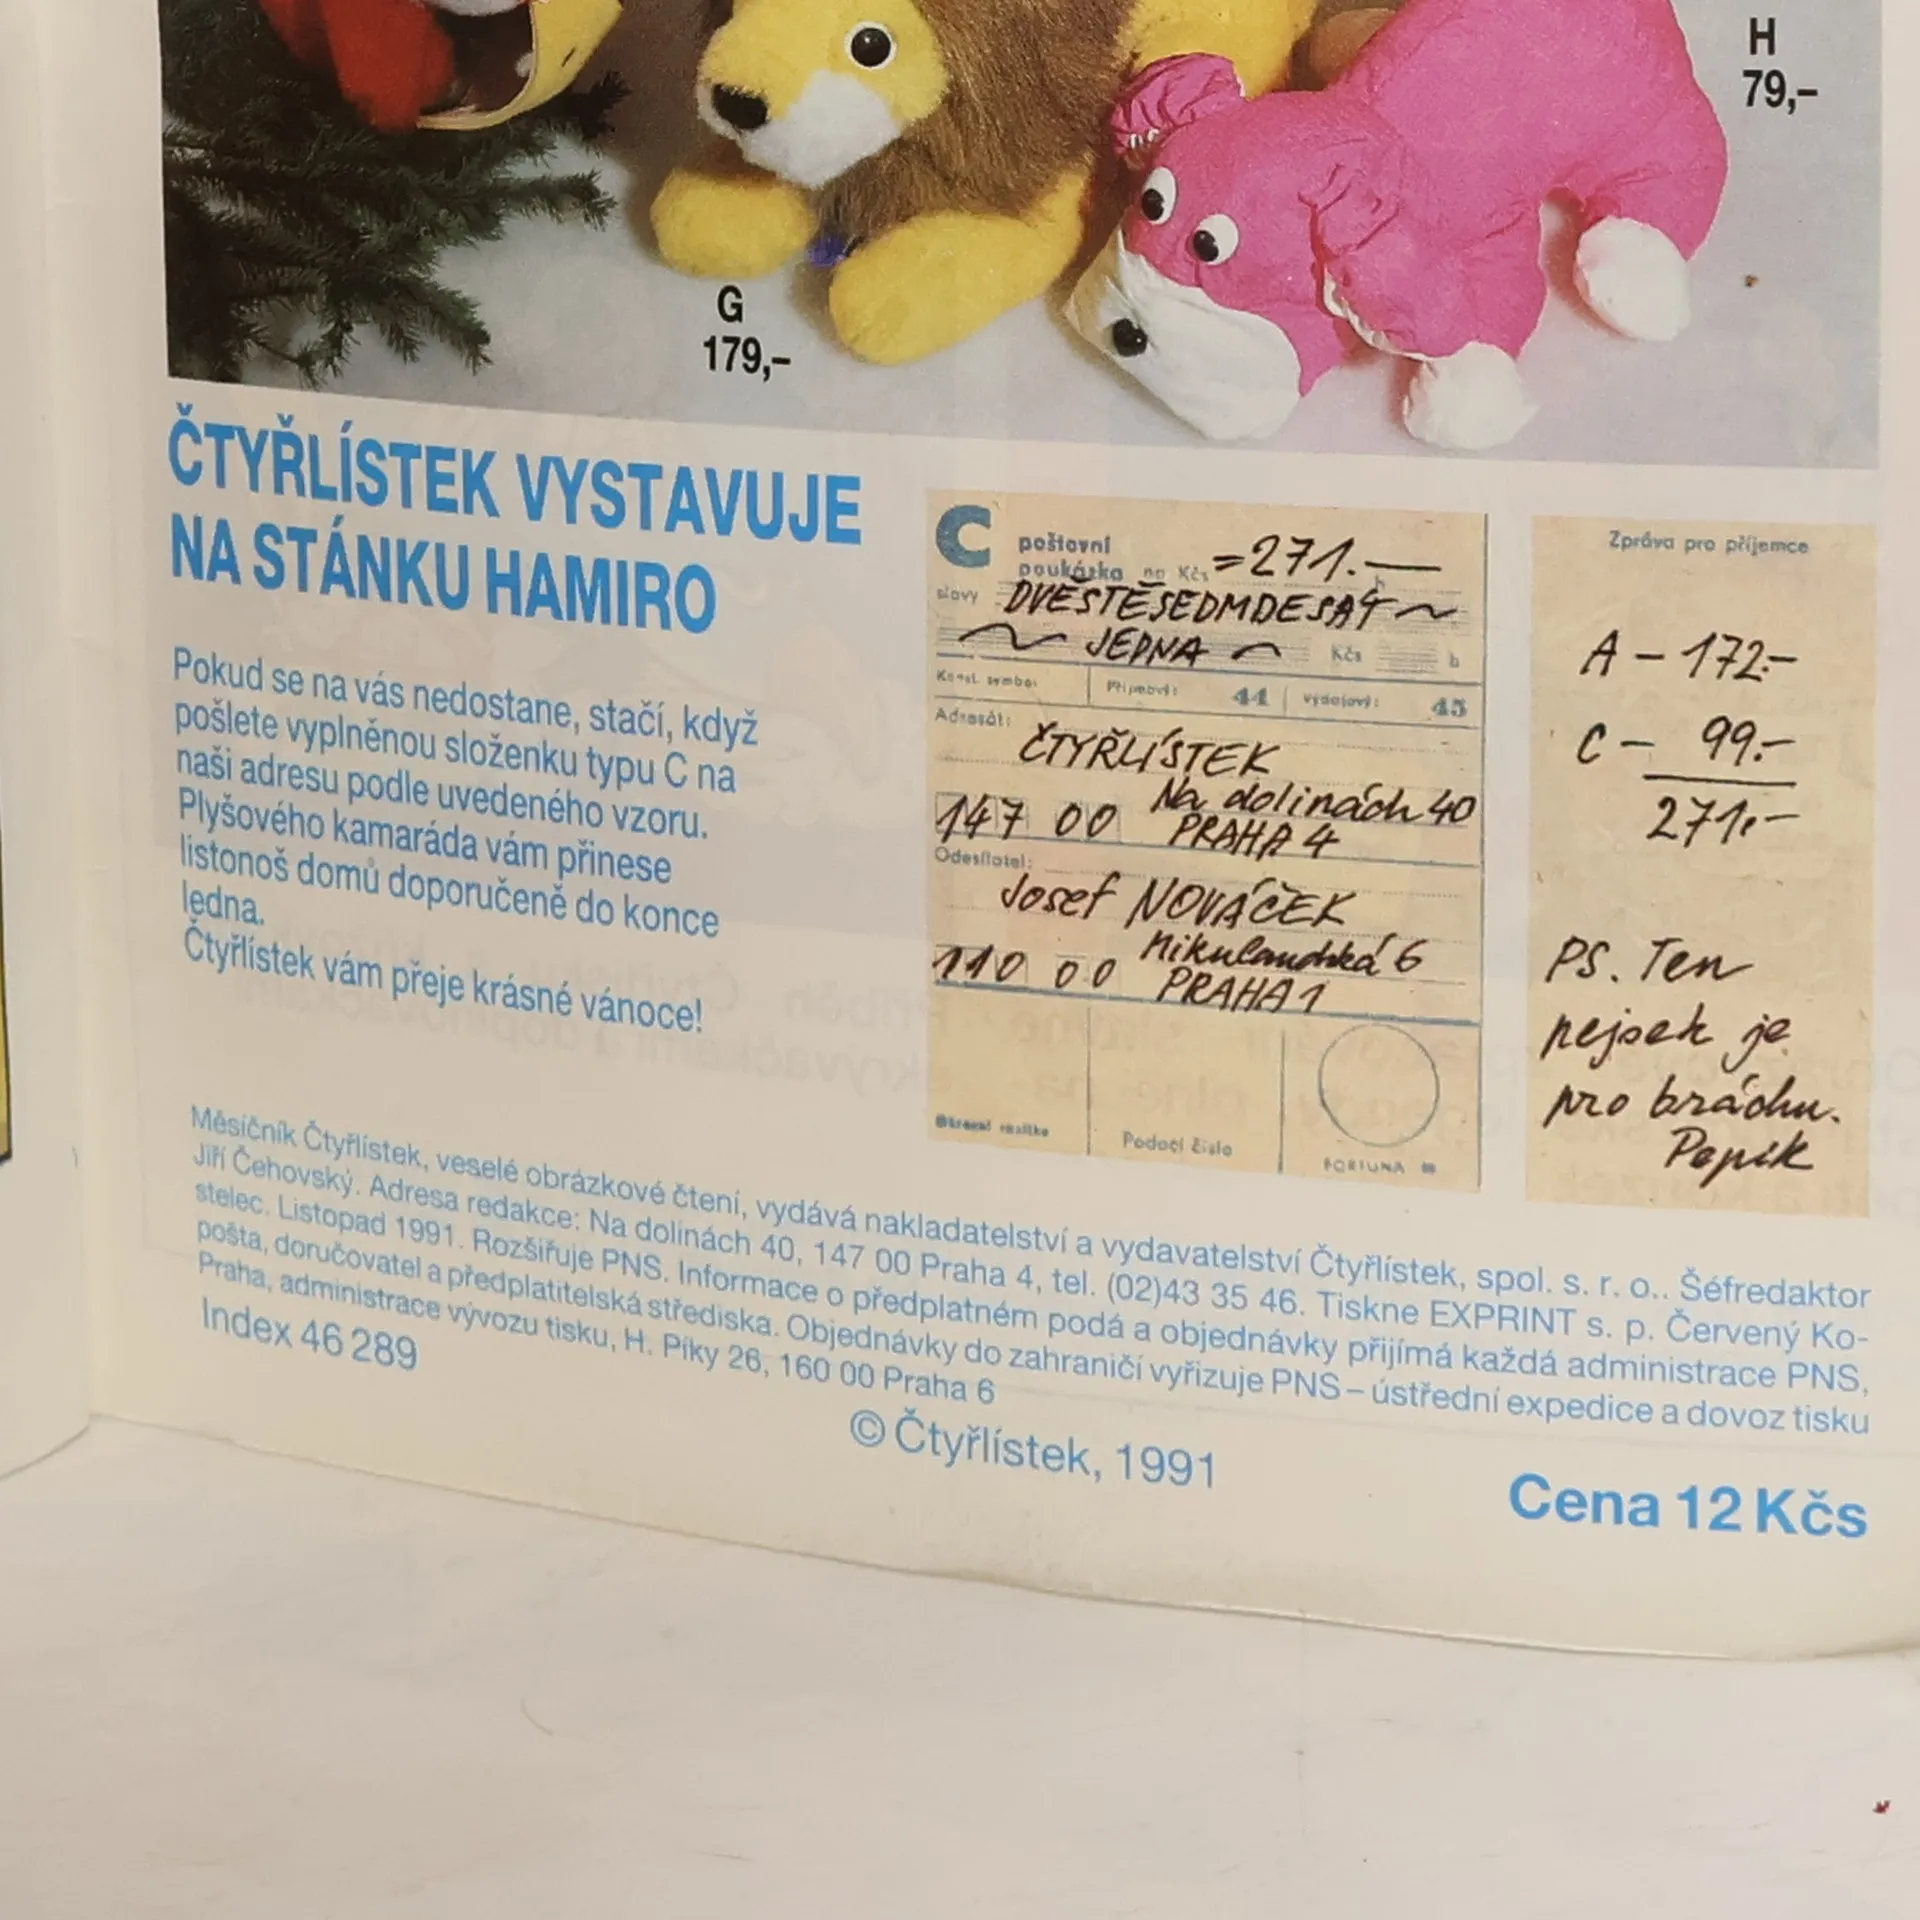 H
79,–
G
179,–
ČTYŘLÍSTEK VYSTAVUJE
NA STÁNKU HAMIRO
Pokud se na vás nedostane, stačí, když
pošlete vyplněnou složenku typu C na
naši adresu podle uvedeného vzoru.
Plyšového kamaráda vám přinese
listonoš domů doporučeně do konce
ledna.
Čtyřlístek vám přeje krásné vánoce!
C poštovní
poukázka na Kčs =271.— h
slovy DVĚSTĚSEDMDESÁT ~
~ JEDNA ~ Kčs h
Konst. symbol Příjmový: 44 Výdajový: 45
Adresát:
ČTYŘLÍSTEK
Na dolinách 40
147 00 PRAHA 4
Odesílatel:
Josef NOVÁČEK
Mikulandská 6
110 00 PRAHA 1
Podací číslo
FORTUNA
Zpráva pro příjemce
A – 172.–
C – 99.–
271,–
PS. Ten
pejsek je
pro bráchu.
Pepík
Měsíčník Čtyřlístek, veselé obrázkové čtení, vydává nakladatelství a vydavatelství Čtyřlístek, spol. s. r. o.. Šéfredaktor
Jiří Čehovský. Adresa redakce: Na dolinách 40, 147 00 Praha 4, tel. (02)43 35 46. Tiskne EXPRINT s. p. Červený Ko-
stelec. Listopad 1991. Rozšiřuje PNS. Informace o předplatném podá a objednávky přijímá každá administrace PNS,
pošta, doručovatel a předplatitelská střediska. Objednávky do zahraničí vyřizuje PNS – ústřední expedice a dovoz tisku
Praha, administrace vývozu tisku, H. Píky 26, 160 00 Praha 6
Index 46 289
© Čtyřlístek, 1991
Cena 12 Kčs